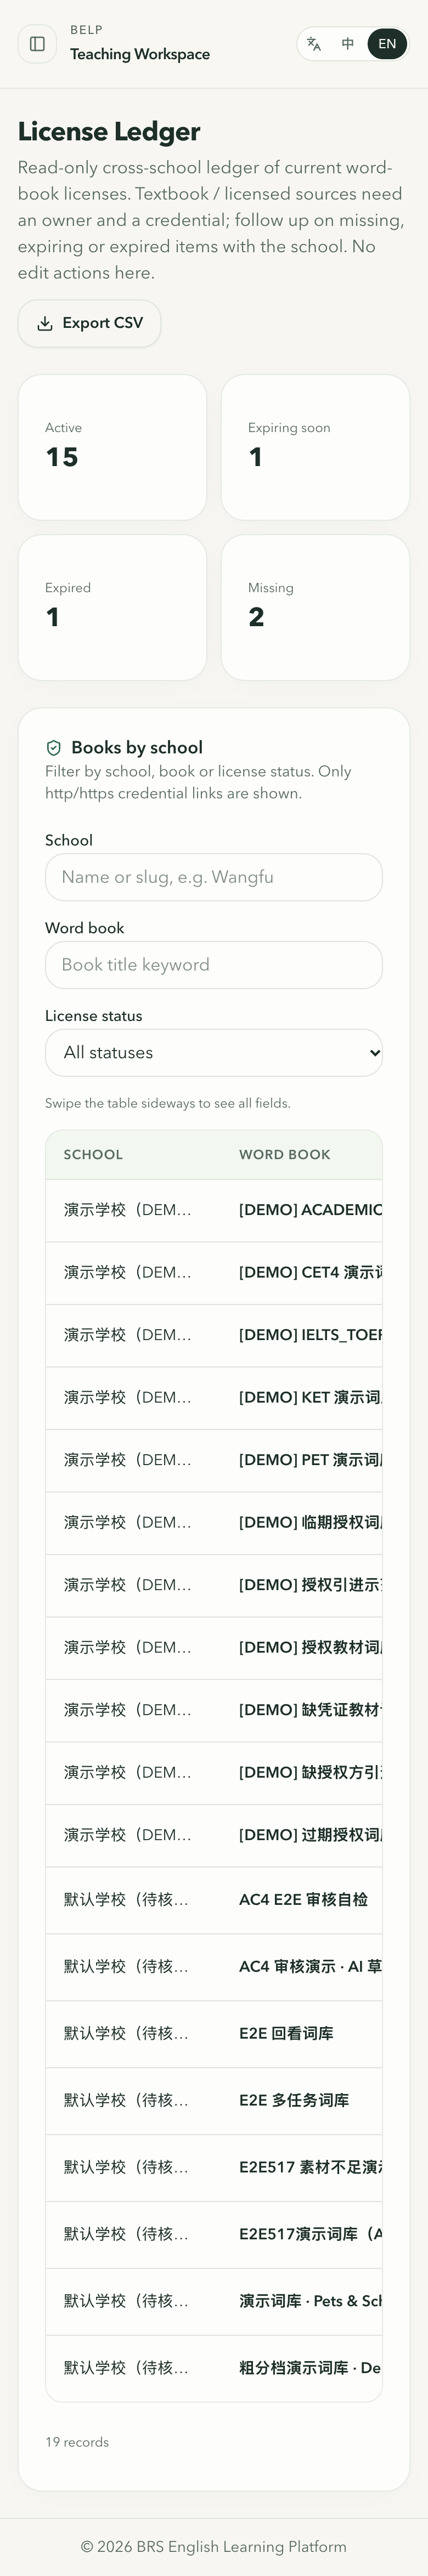 BELP
Teaching Workspace
中
EN
License Ledger
Read-only cross-school ledger of current word-
book licenses. Textbook / licensed sources need
an owner and a credential; follow up on missing,
expiring or expired items with the school. No
edit actions here.
Export CSV
Active
15
Expiring soon
1
Expired
1
Missing
2
Books by school
Filter by school, book or license status. Only
http/https credential links are shown.
School
Name or slug, e.g. Wangfu
Word book
Book title keyword
License status
All statuses
Swipe the table sideways to see all fields.
SCHOOL WORD BOOK
演示学校（DEM... [DEMO] ACADEMIC
演示学校（DEM... [DEMO] CET4 演示
演示学校（DEM... [DEMO] IELTS_TOEF
演示学校（DEM... [DEMO] KET 演示词
演示学校（DEM... [DEMO] PET 演示词
演示学校（DEM... [DEMO] 临期授权词
演示学校（DEM... [DEMO] 授权引进示
演示学校（DEM... [DEMO] 授权教材词
演示学校（DEM... [DEMO] 缺凭证教材
演示学校（DEM... [DEMO] 缺授权方引
演示学校（DEM... [DEMO] 过期授权词
默认学校（待核... AC4 E2E 审核自检
默认学校（待核... AC4 审核演示 · AI 草
默认学校（待核... E2E 回看词库
默认学校（待核... E2E 多任务词库
默认学校（待核... E2E517 素材不足演
默认学校（待核... E2E517演示词库（A
默认学校（待核... 演示词库 · Pets & Sch
默认学校（待核... 粗分档演示词库 · De
19 records
© 2026 BRS English Learning Platform